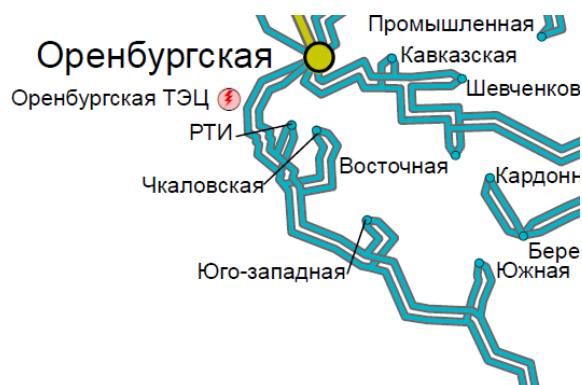 Промышленная
Оренбургская
Кавказская
Шевченков
Оренбургская ТЭЦ
РТИ
Восточная
Чкаловская
Кардонн
Бере
Юго-западная
Южная